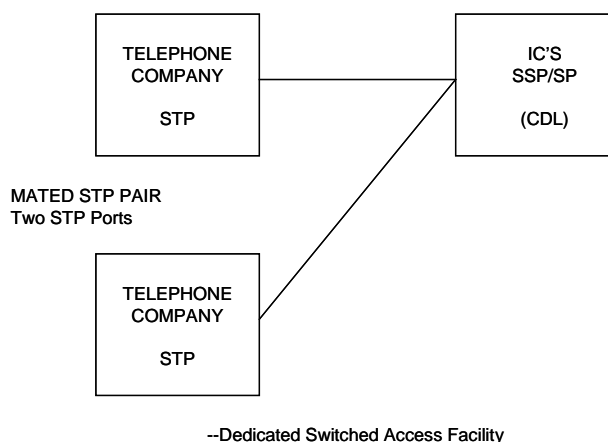 TELEPHONE
COMPANY
STP
IC'S
SSP/SP
(CDL)
MATED STP PAIR
Two STP Ports
TELEPHONE
COMPANY
STP
--Dedicated Switched Access Facility